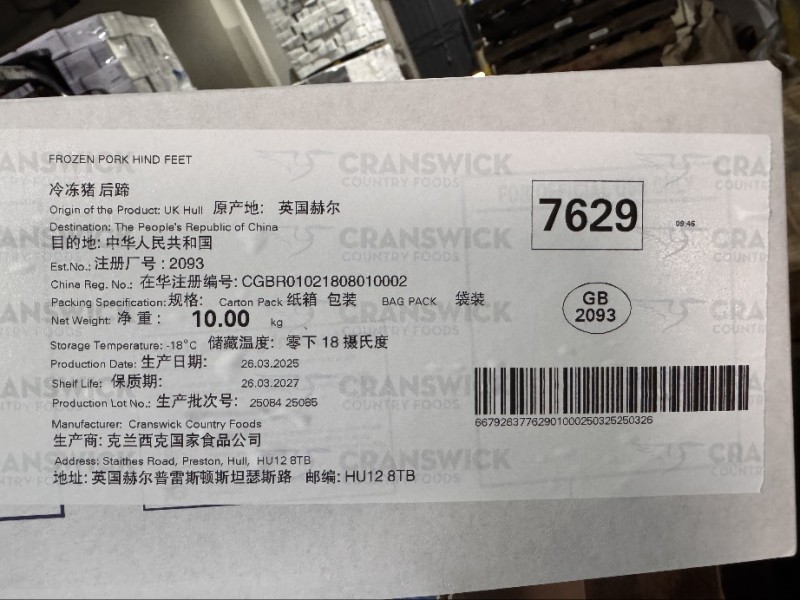 FROZEN PORK HIND FEET
冷冻猪 后蹄
Origin of the Product: UK Hull 原产地: 英国赫尔
Destination: The People's Republic of China
目的地: 中华人民共和国
Est.No.: 注册厂号 : 2093
China Reg. No.: 在华注册编号: CGBR01021808010002
Packing Specification: 规格: Carton Pack 纸箱 包装 BAG PACK 袋装
Net Weight: 净 重 : 10.00 kg
Storage Temperature: -18°C 储藏温度: 零下 18 摄氏度
Production Date: 生产日期: 26.03.2025
Shelf Life: 保质期: 26.03.2027
Production Lot No.: 生产批次号: 25084 25085
Manufacturer: Cranswick Country Foods
生产商: 克兰西克国家食品公司
Address: Staithes Road, Preston, Hull, HU12 8TB
地址: 英国赫尔普雷斯顿斯坦瑟斯路 邮编: HU12 8TB
7629
09:46
GB
2093
66792637762901000250325250326
CRANSWICK
COUNTRY FOODS